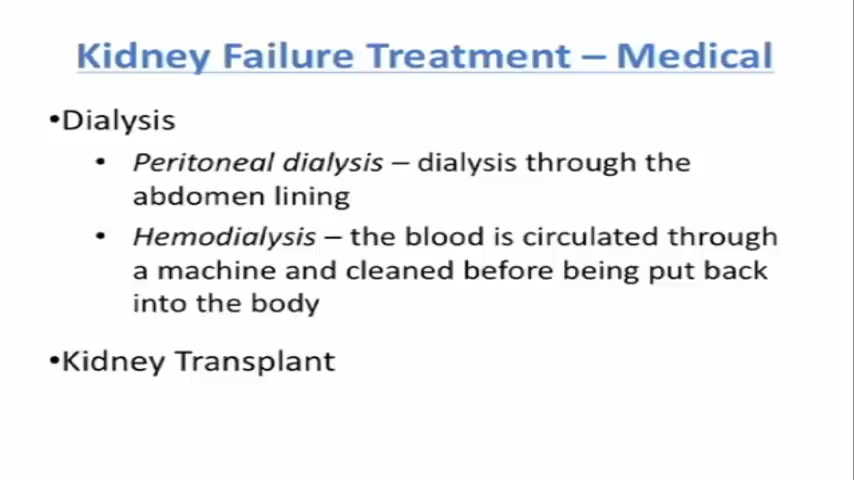 Kidney Failure Treatment – Medical
•Dialysis
• Peritoneal dialysis – dialysis through the
abdomen lining
• Hemodialysis – the blood is circulated through
a machine and cleaned before being put back
into the body
•Kidney Transplant